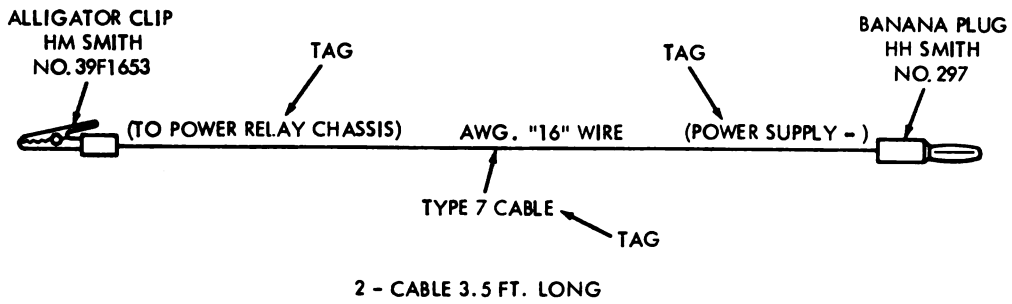 ALLIGATOR CLIP
HM SMITH
NO. 39F1653
TAG
TAG
BANANA PLUG
HH SMITH
NO. 297
(TO POWER RELAY CHASSIS)
AWG. "16" WIRE
(POWER SUPPLY - )
TYPE 7 CABLE
TAG
2 - CABLE 3.5 FT. LONG